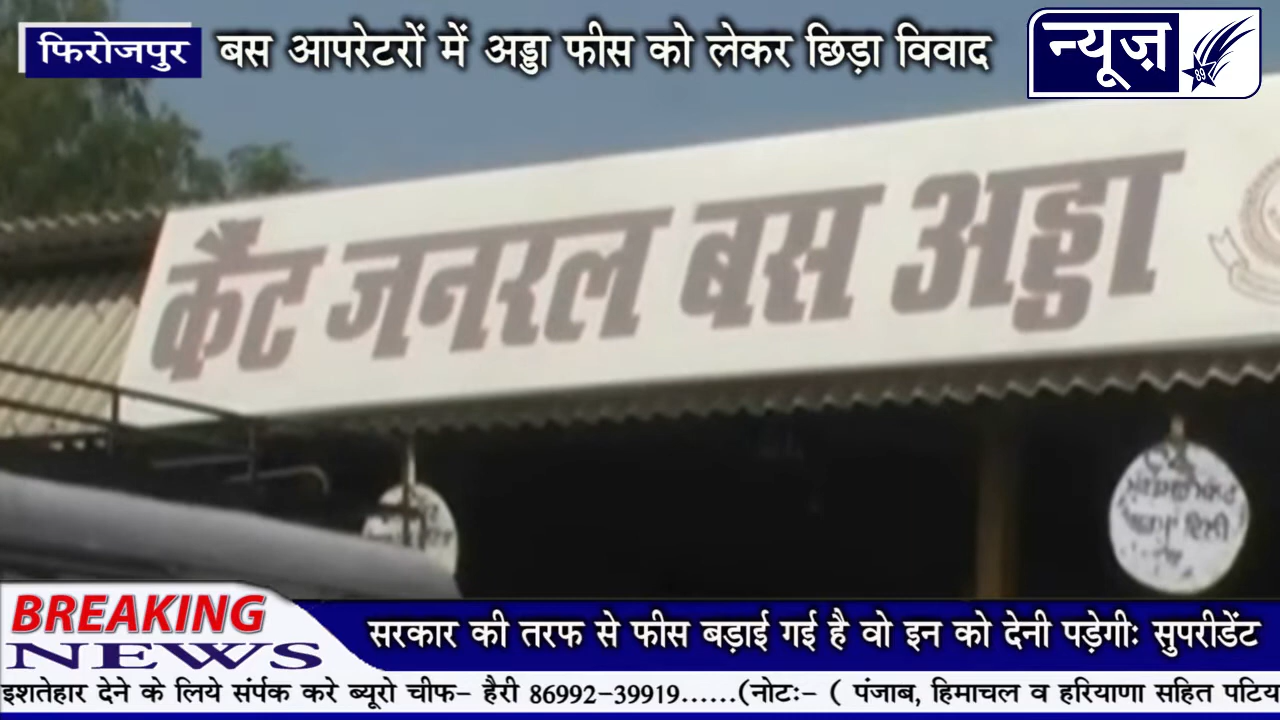 फिरोजपुर बस आपरेटरों में अड्डा फीस को लेकर छिड़ा विवाद
न्यूज़
89
कैंट जनरल बस अड्डा
BREAKING
NEWS
सरकार की तरफ से फीस बड़ाई गई है वो इन को देनी पड़ेगीः सुपरीडेंट
इशतेहार देने के लिये संर्पक करे ब्यूरो चीफ- हैरी 86992-39919......(नोटः- ( पंजाब, हिमाचल व हरियाणा सहित पटिय